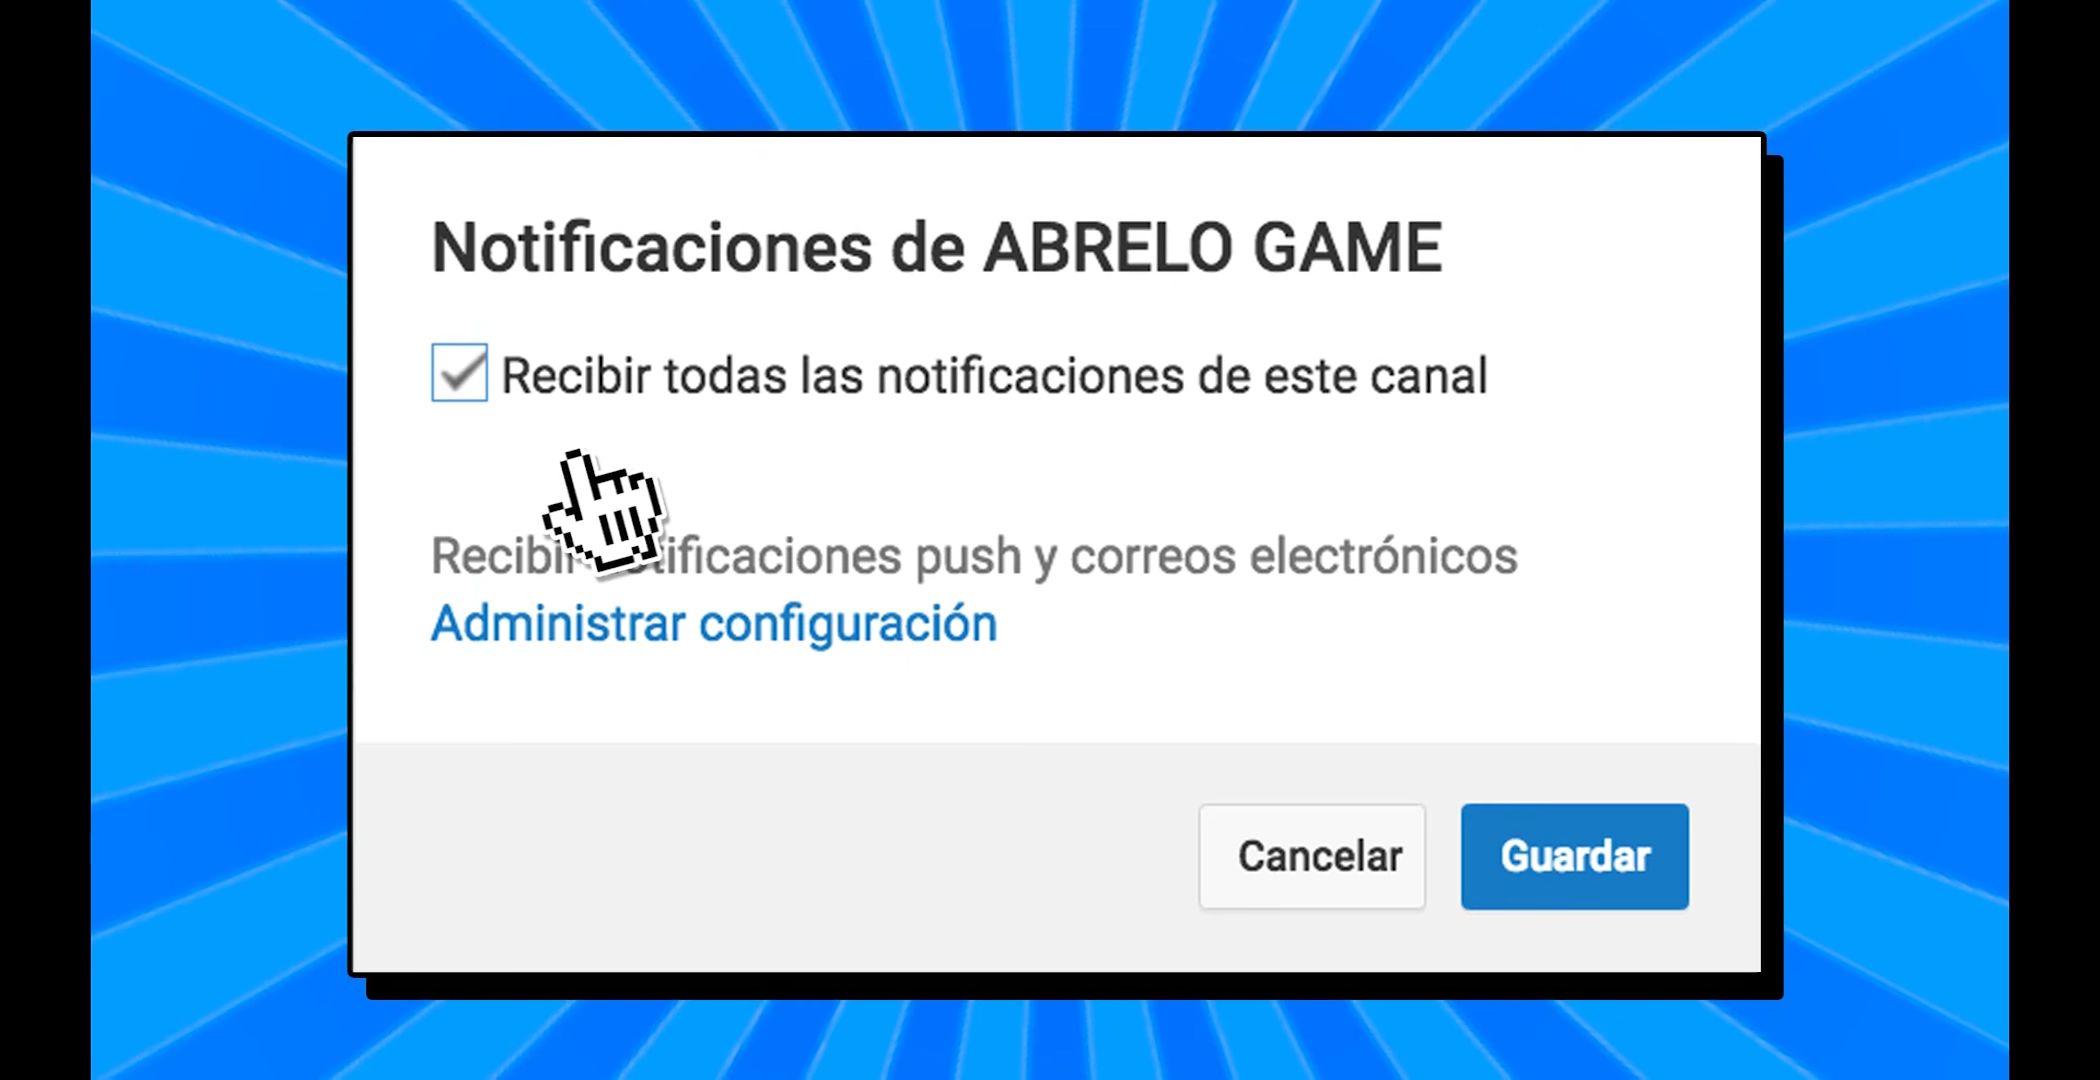 Notificaciones de ABRELO GAME
Recibir todas las notificaciones de este canal
push y correos electrónicos
Administrar configuración
Cancelar
Guardar